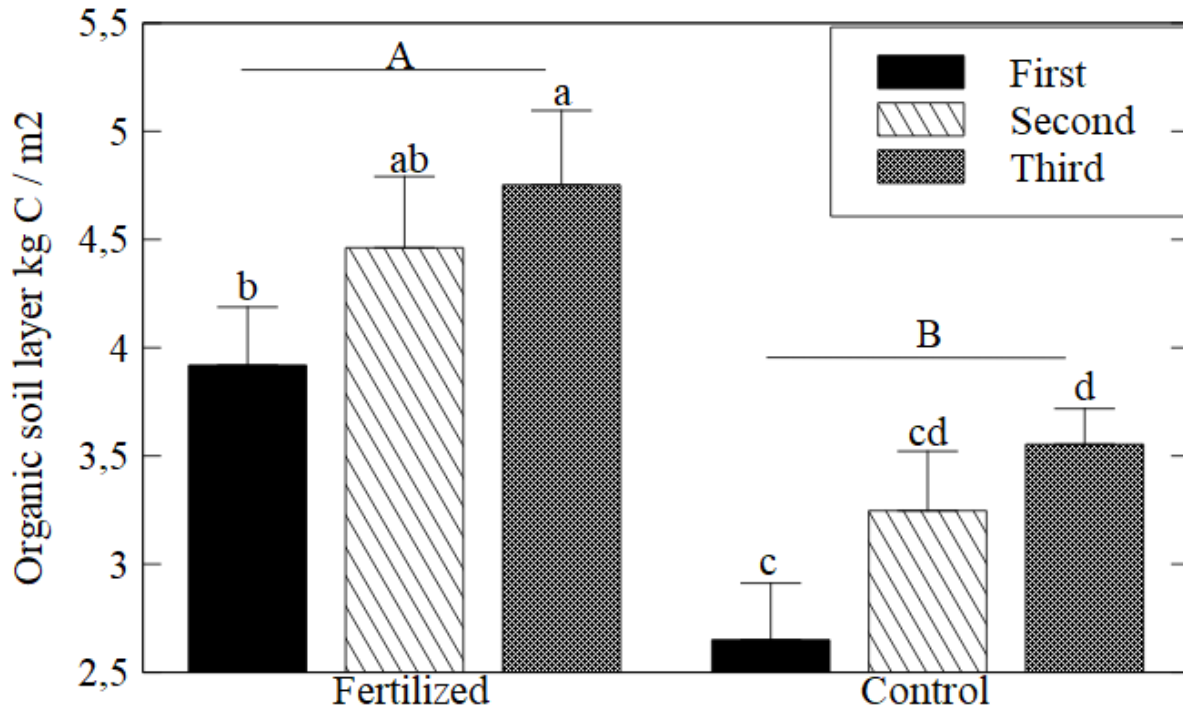 Organic soil layer kg C / m2
5,5
5
4,5
4
3,5
3
2,5
A
b
ab
a
B
c
cd
d
First
Second
Third
Fertilized
Control